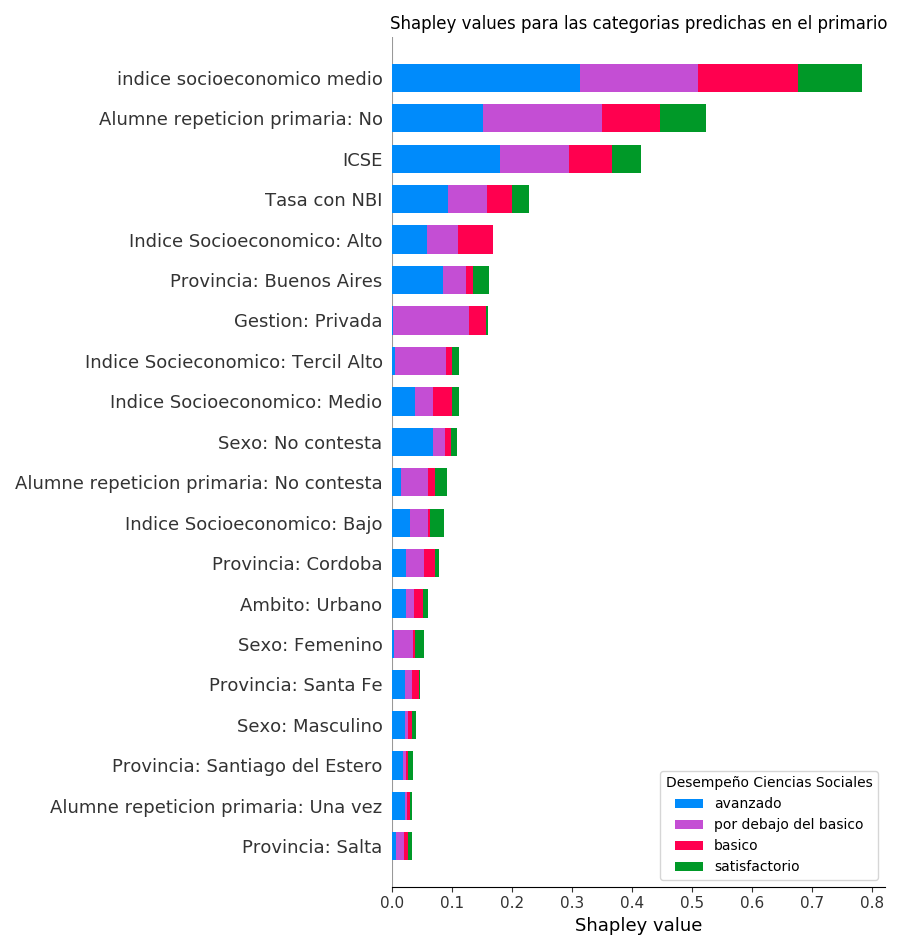 Shapley values para las categorias predichas en el primario
indice socioeconomico medio
Alumne repeticion primaria: No
ICSE
Tasa con NBI
Indice Socioeconomico: Alto
Provincia: Buenos Aires
Gestion: Privada
Indice Socieconomico: Tercil Alto
Indice Socioeconomico: Medio
Sexo: No contesta
Alumne repeticion primaria: No contesta
Indice Socioeconomico: Bajo
Provincia: Cordoba
Ambito: Urbano
Sexo: Femenino
Provincia: Santa Fe
Sexo: Masculino
Provincia: Santiago del Estero
Alumne repeticion primaria: Una vez
Provincia: Salta
Desempeño Ciencias Sociales
avanzado
por debajo del basico
basico
satisfactorio
0.0 0.1 0.2 0.3 0.4 0.5 0.6 0.7 0.8
Shapley value